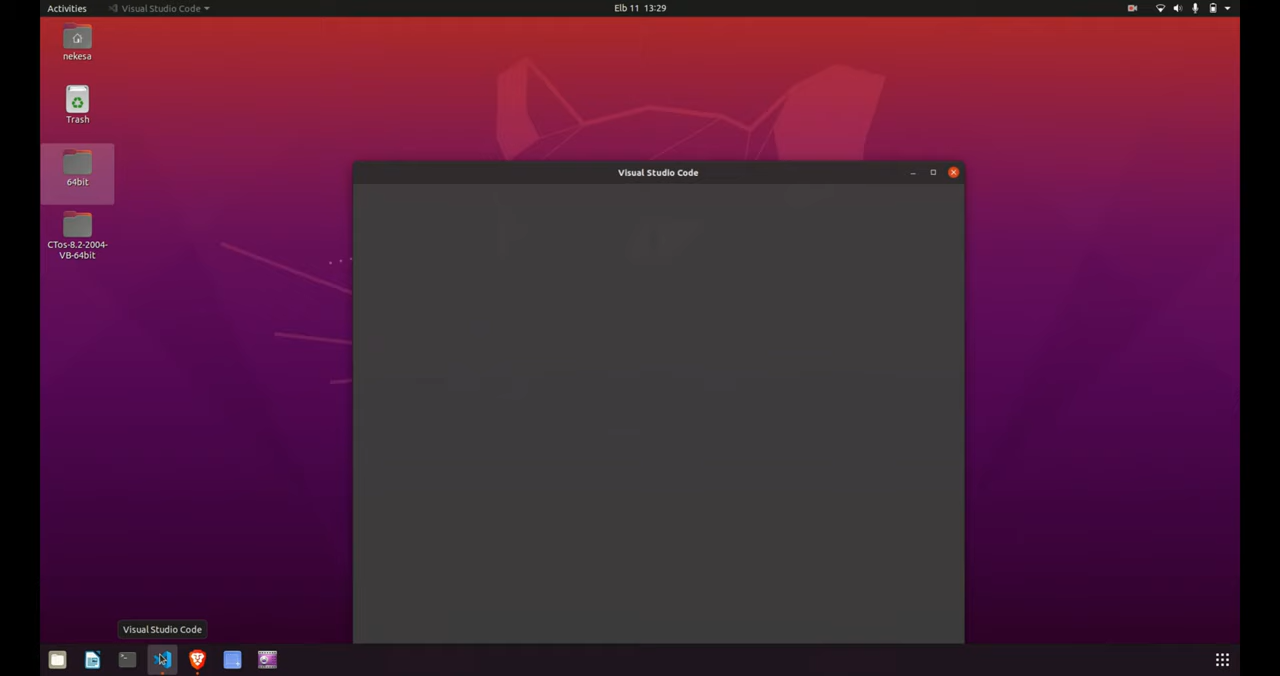 Activities
Visual Studio Code
Elb 11 13:29
nekesa
Trash
64bit
CTos-8.2-2004-
VB-64bit
Visual Studio Code
Visual Studio Code